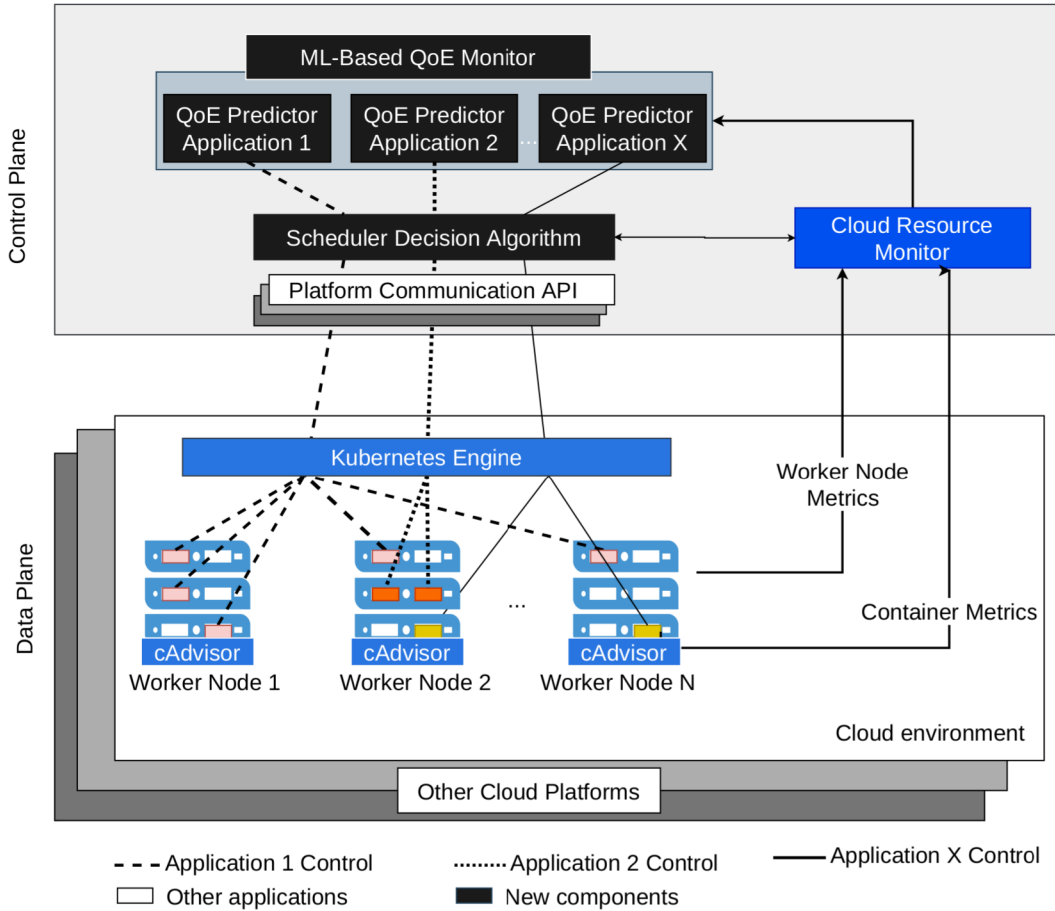 Control Plane
ML-Based QoE Monitor
QoE Predictor
Application 1
QoE Predictor
Application 2
...
QoE Predictor
Application X
Scheduler Decision Algorithm
Cloud Resource
Monitor
Platform Communication API
Data Plane
Kubernetes Engine
Worker Node
Metrics
...
Container Metrics
cAdvisor
cAdvisor
cAdvisor
Worker Node 1
Worker Node 2
Worker Node N
Cloud environment
Other Cloud Platforms
Application 1 Control
Application 2 Control
Application X Control
Other applications
New components